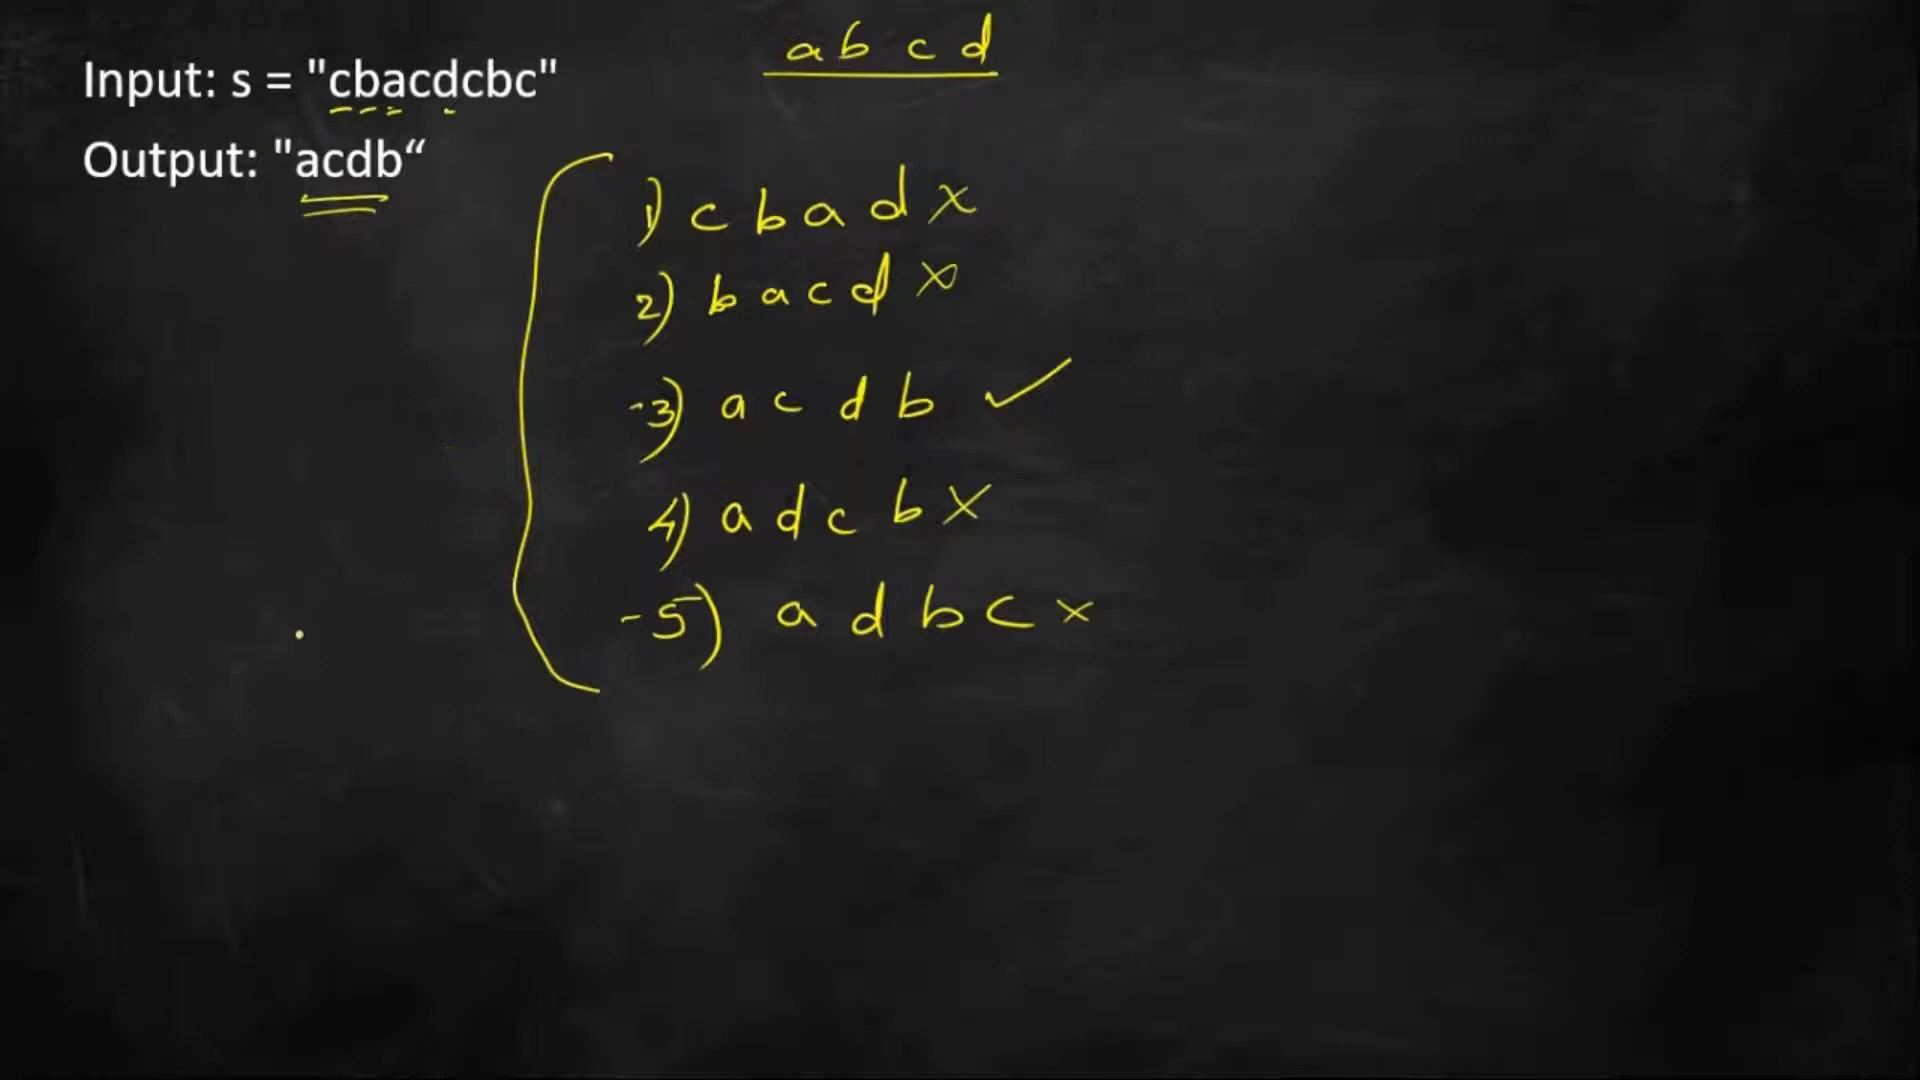 Input: s = "cbacdcbc"
Output: "acdb“
a b c d
1) c b a d x
2) b a c d x
3) a c d b ✓
4) a d c b x
5) a d b c x